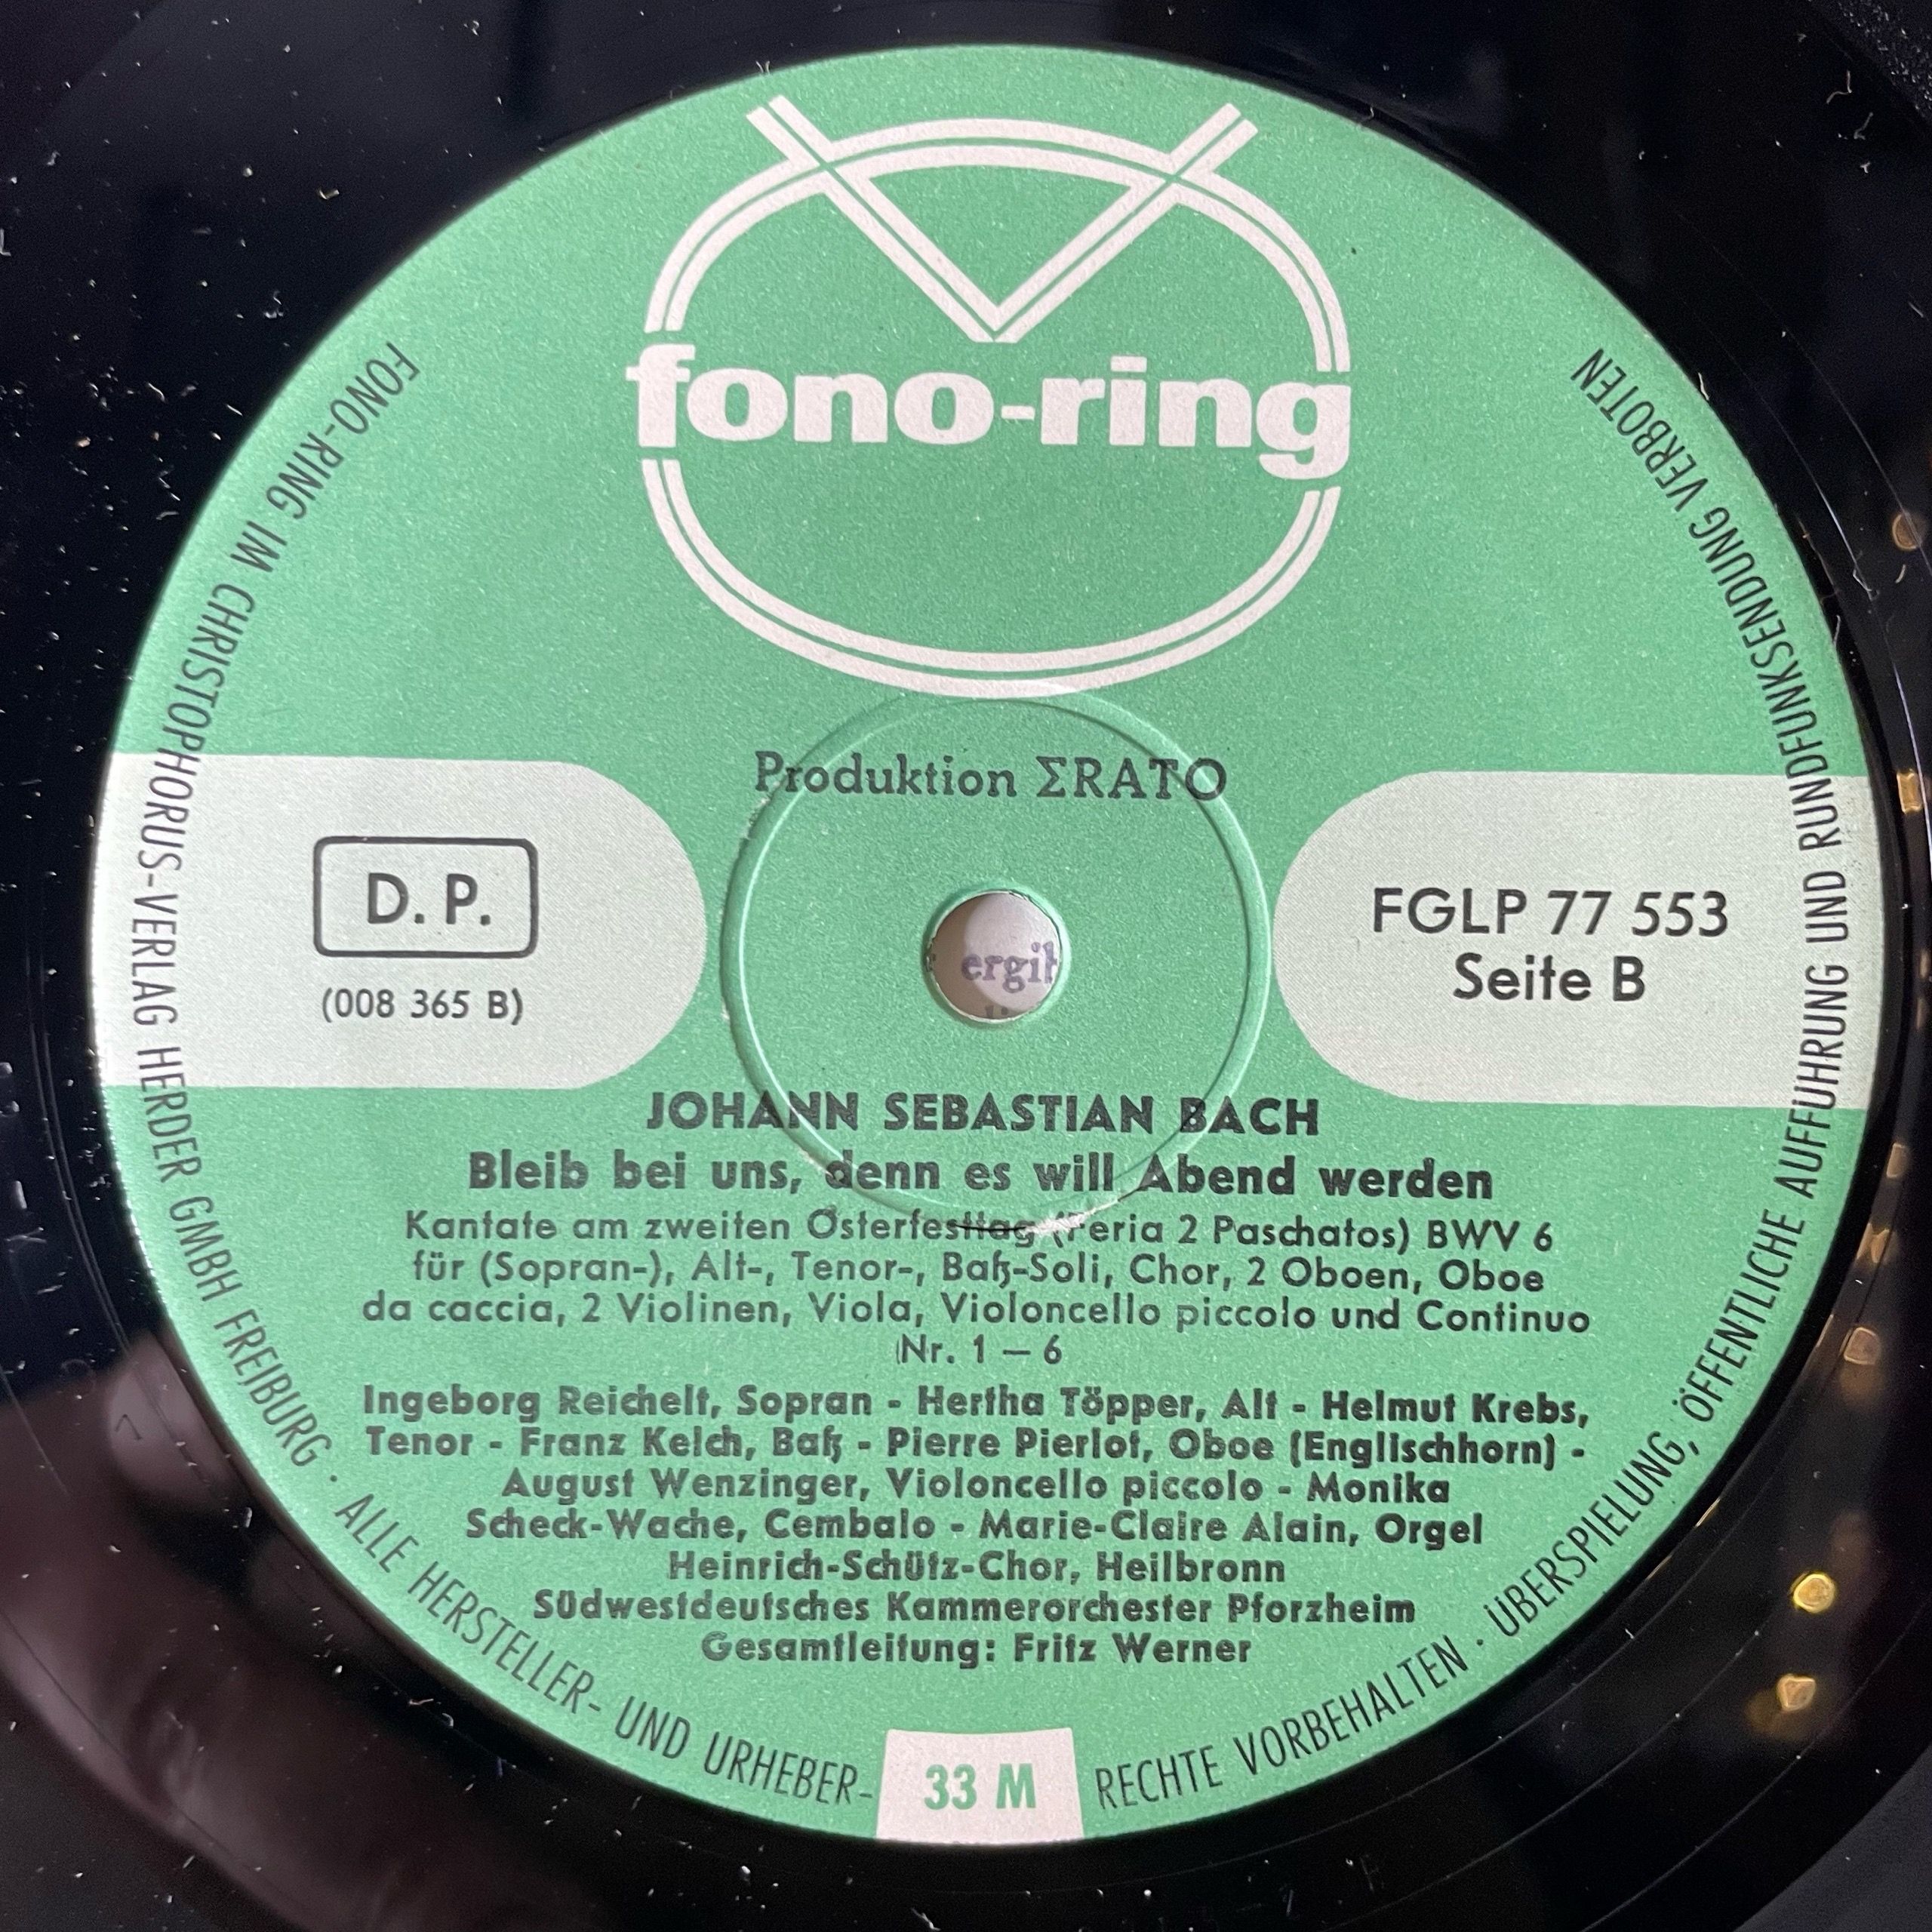 fono-ring
Produktion ΣRATO
D. P.
(008 365 B)
FGLP 77 553
Seite B
JOHANN SEBASTIAN BACH
Bleib bei uns, denn es will Abend werden
Kantate am zweiten Osterfesttag (Feria 2 Paschatos) BWV 6
für (Sopran-), Alt-, Tenor-, Baß-Soli, Chor, 2 Oboen, Oboe
da caccia, 2 Violinen, Viola, Violoncello piccolo und Continuo
Nr. 1 – 6
Ingeborg Reichelt, Sopran - Hertha Töpper, Alt - Helmut Krebs,
Tenor - Franz Kelch, Baß - Pierre Pierlot, Oboe (Englischhorn) -
August Wenzinger, Violoncello piccolo - Monika
Scheck-Wache, Cembalo - Marie-Claire Alain, Orgel
Heinrich-Schütz-Chor, Heilbronn
Südwestdeutsches Kammerorchester Pforzheim
Gesamtleitung: Fritz Werner
33 M
FONO-RING IM CHRISTOPHORUS-VERLAG HERDER GMBH FREIBURG · ALLE HERSTELLER- UND URHEBER-RECHTE VORBEHALTEN · ÜBERSPIELUNG, ÖFFENTLICHE AUFFÜHRUNG UND RUNDFUNKSENDUNG VERBOTEN